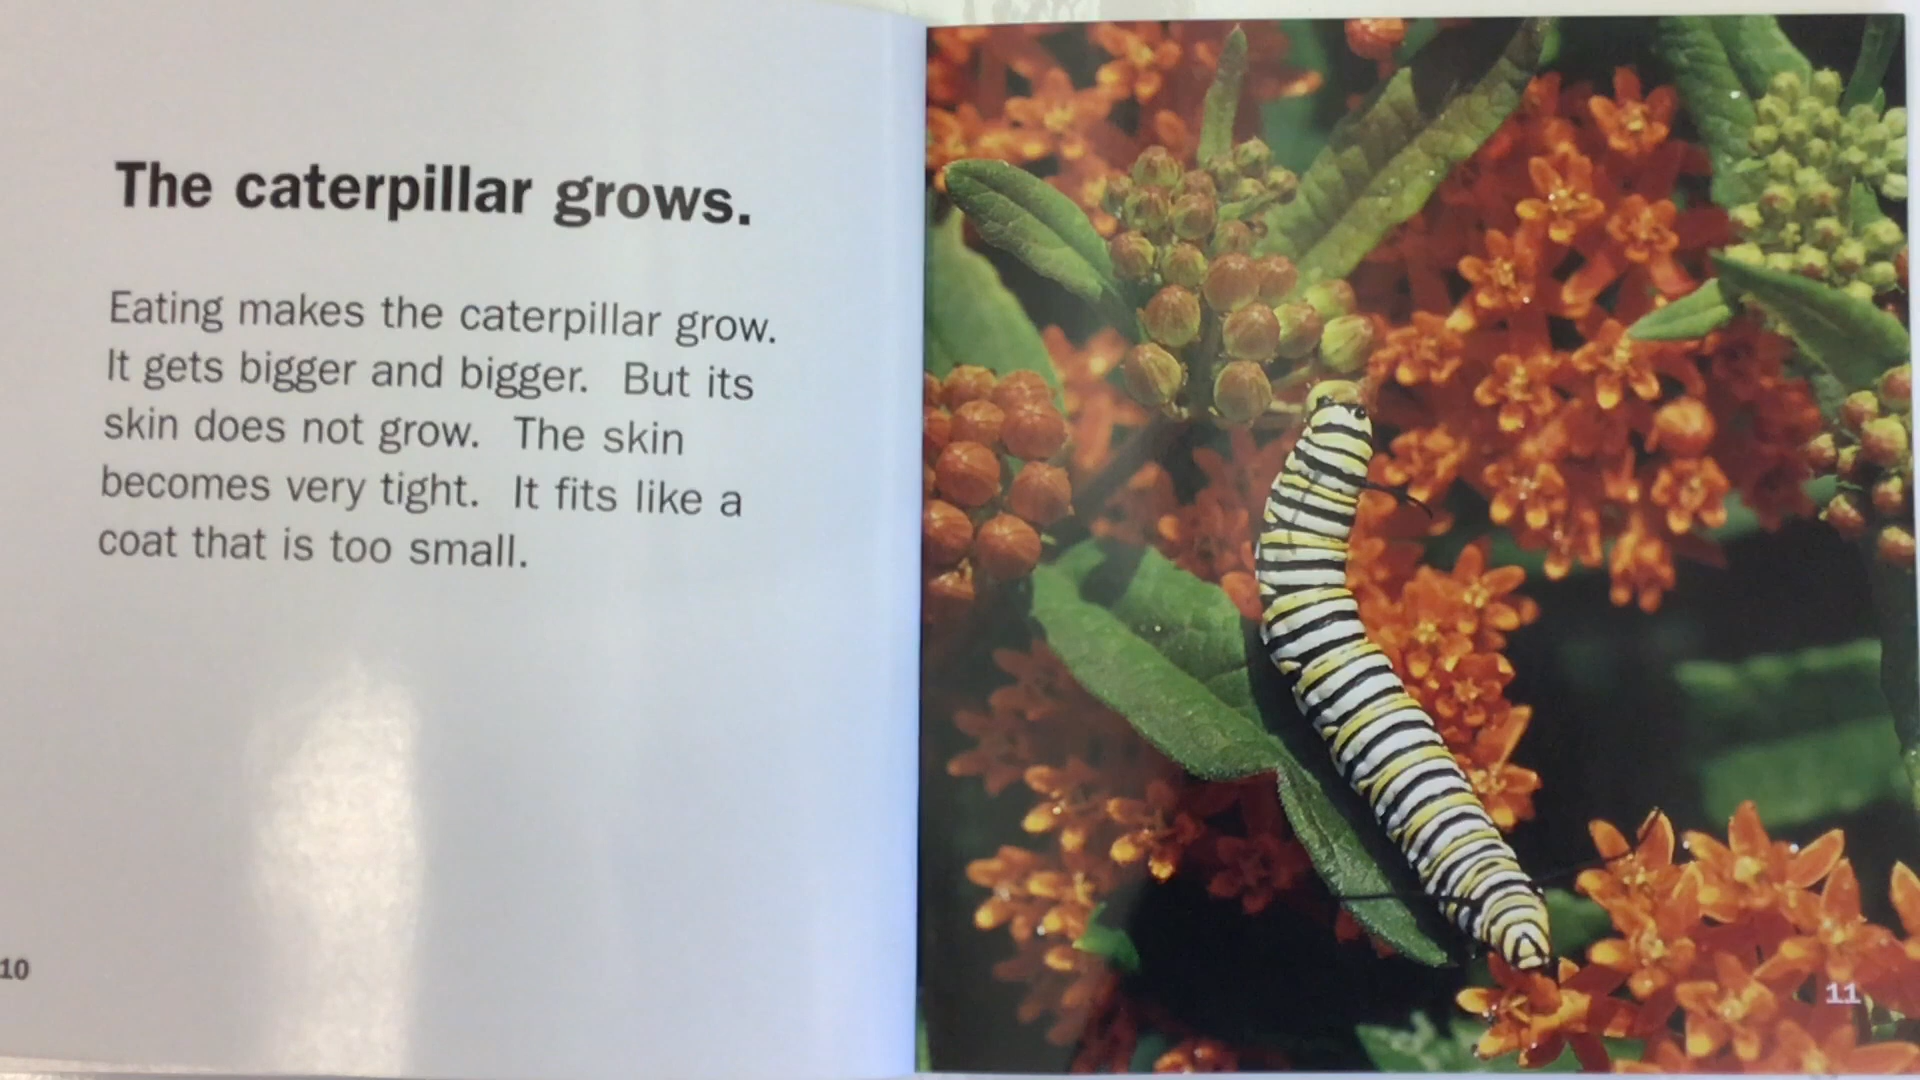 The caterpillar grows.
Eating makes the caterpillar grow.
It gets bigger and bigger.  But its
skin does not grow.  The skin
becomes very tight.  It fits like a
coat that is too small.
10
11